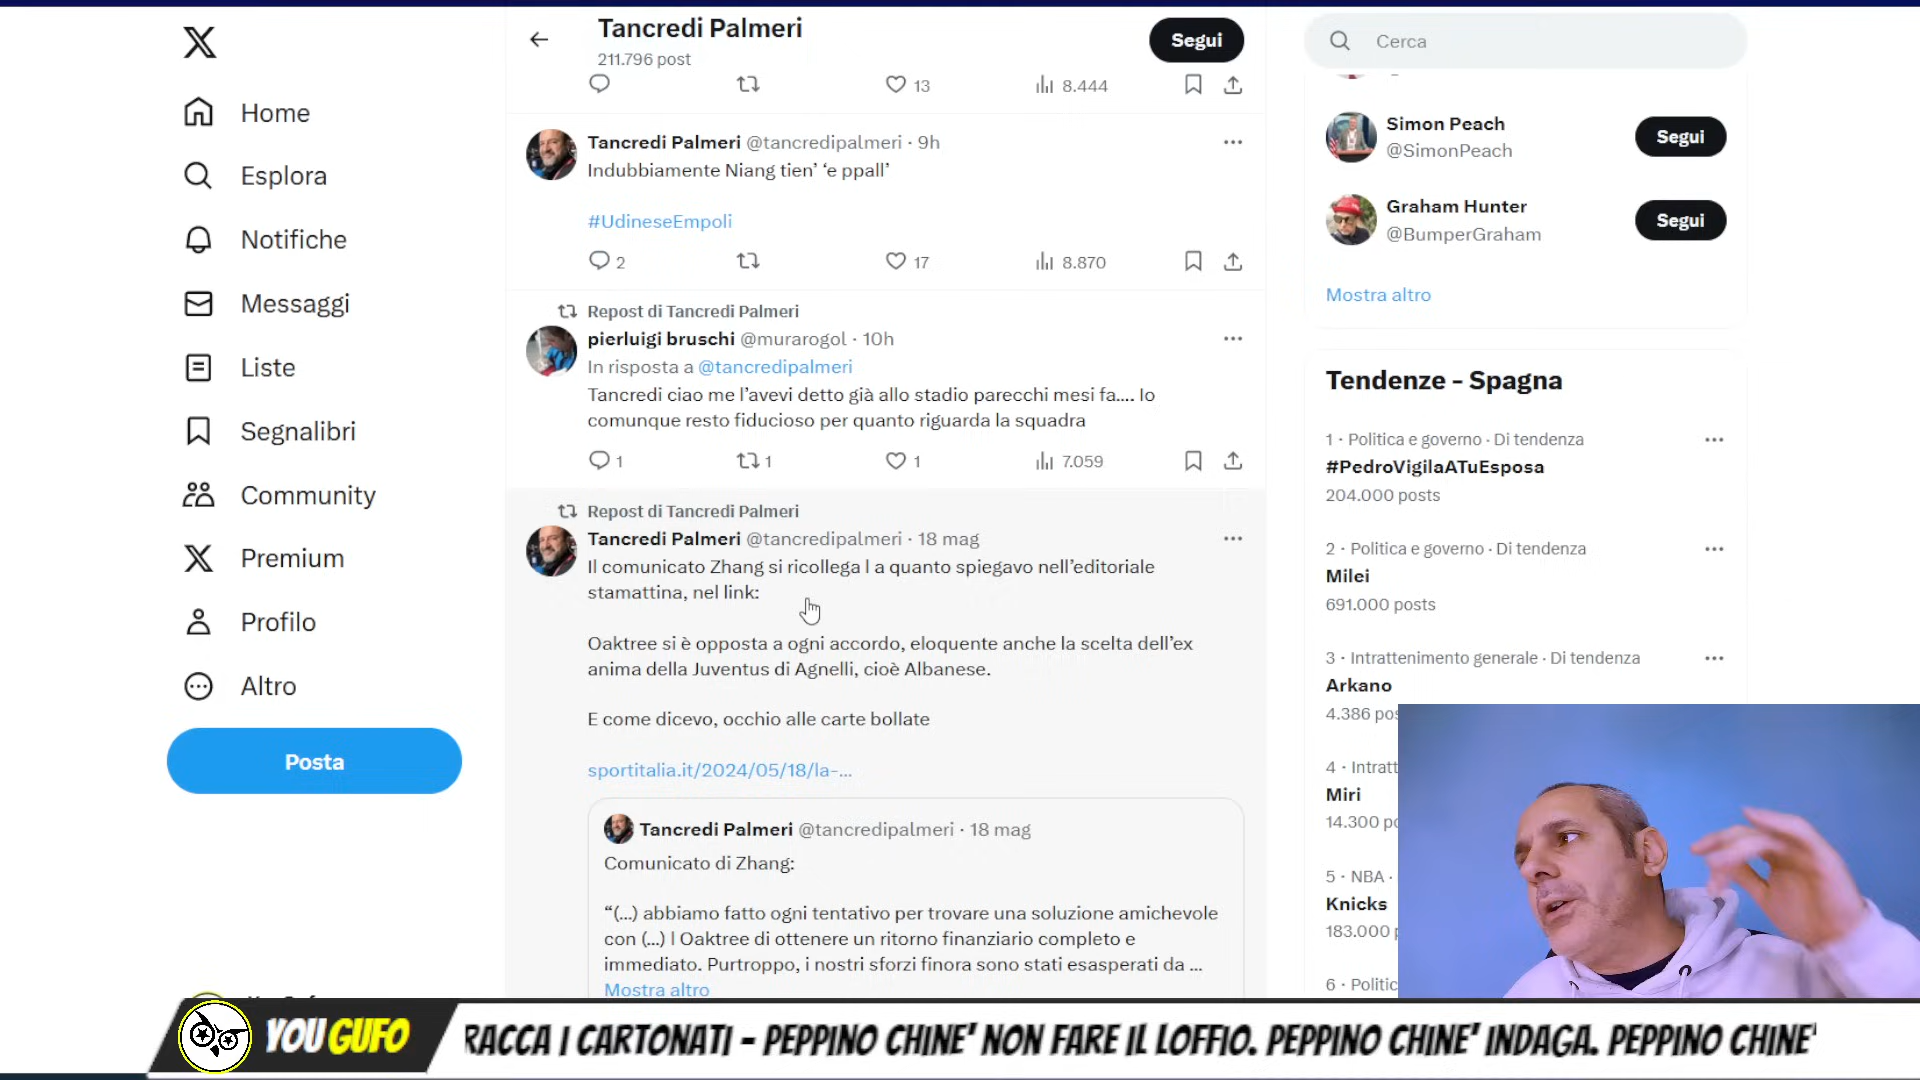 Tancredi Palmeri
211.796 post
Segui
Cerca
Home
Esplora
Notifiche
Messaggi
Liste
Segnalibri
Community
Premium
Profilo
Altro
Posta
13
8.444
Tancredi Palmeri @tancredipalmeri · 9h
Indubbiamente Niang tien’ ‘e ppall’
#UdineseEmpoli
2
17
8.870
Repost di Tancredi Palmeri
pierluigi bruschi @murarogol · 10h
In risposta a @tancredipalmeri
Tancredi ciao me l’avevi detto già allo stadio parecchi mesi fa.... Io
comunque resto fiducioso per quanto riguarda la squadra
1
1
1
7.059
Repost di Tancredi Palmeri
Tancredi Palmeri @tancredipalmeri · 18 mag
Il comunicato Zhang si ricollega l a quanto spiegavo nell’editoriale
stamattina, nel link:
Oaktree si è opposta a ogni accordo, eloquente anche la scelta dell’ex
anima della Juventus di Agnelli, cioè Albanese.
E come dicevo, occhio alle carte bollate
sportitalia.it/2024/05/18/la-...
Tancredi Palmeri @tancredipalmeri · 18 mag
Comunicato di Zhang:
“(...) abbiamo fatto ogni tentativo per trovare una soluzione amichevole
con (...) l Oaktree di ottenere un ritorno finanziario completo e
immediato. Purtroppo, i nostri sforzi finora sono stati esasperati da ...
Mostra altro
Simon Peach
@SimonPeach
Segui
Graham Hunter
@BumperGraham
Segui
Mostra altro
Tendenze - Spagna
1 · Politica e governo · Di tendenza
#PedroVigilaATuEsposa
204.000 posts
2 · Politica e governo · Di tendenza
Milei
691.000 posts
3 · Intrattenimento generale · Di tendenza
Arkano
4.386 pos
4 · Intratt
Miri
14.300 po
5 · NBA ·
Knicks
183.000 p
6 · Politic
YOU GUFO
RACCA I CARTONATI - PEPPINO CHINE' NON FARE IL LOFFIO. PEPPINO CHINE' INDAGA. PEPPINO CHINE'